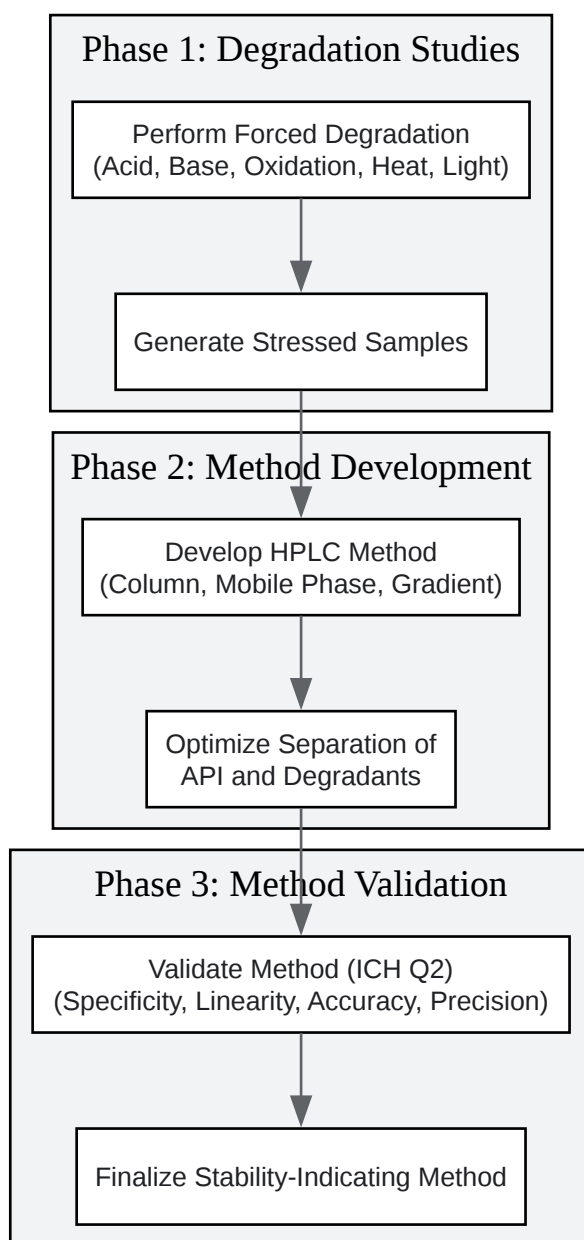 Phase 1: Degradation Studies
Perform Forced Degradation
(Acid, Base, Oxidation, Heat, Light)
Generate Stressed Samples
Phase 2: Method Development
Develop HPLC Method
(Column, Mobile Phase, Gradient)
Optimize Separation of
API and Degradants
Phase 3: Method Validation
Validate Method (ICH Q2)
(Specificity, Linearity, Accuracy, Precision)
Finalize Stability-Indicating Method